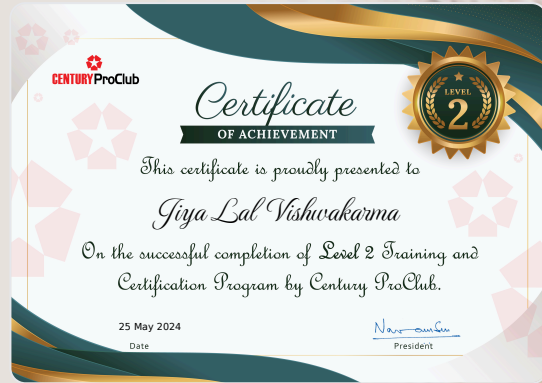 CENTURY ProClub
Certificate
OF ACHIEVEMENT
LEVEL
2
This certificate is proudly presented to
Jiya Lal Vishwakarma
On the successful completion of Level 2 Training and
Certification Program by Century ProClub.
25 May 2024
Date
President